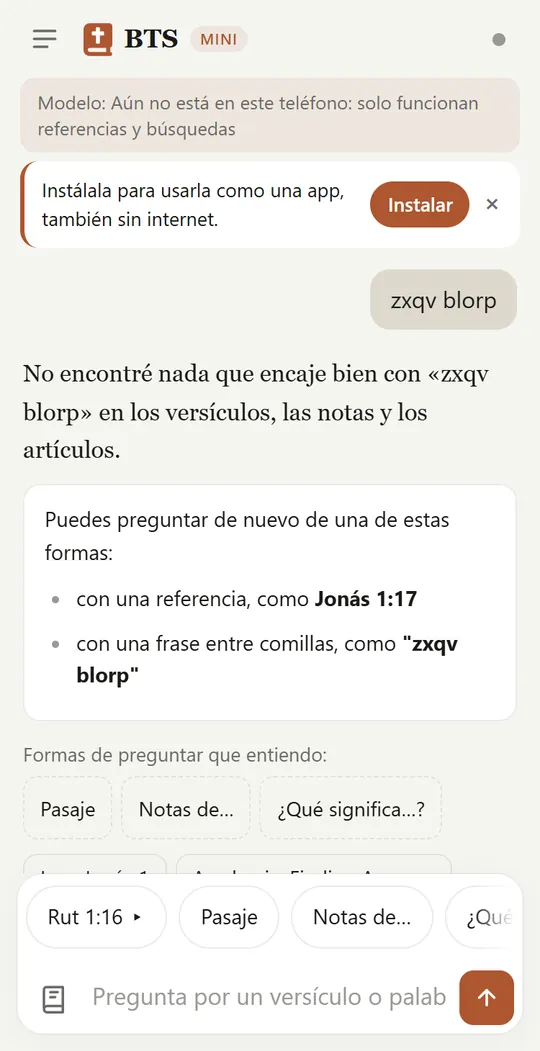 BTS MINI
Modelo: Aún no está en este teléfono: solo funcionan
referencias y búsquedas
Instálala para usarla como una app,
también sin internet.
Instalar
zxqv blorp
No encontré nada que encaje bien con «zxqv
blorp» en los versículos, las notas y los
artículos.
Puedes preguntar de nuevo de una de estas
formas:
con una referencia, como Jonás 1:17
con una frase entre comillas, como "zxqv
blorp"
Formas de preguntar que entiendo:
Pasaje
Notas de...
¿Qué significa...?
Rut 1:16
Pasaje
Notas de...
¿Qué
Pregunta por un versículo o palab